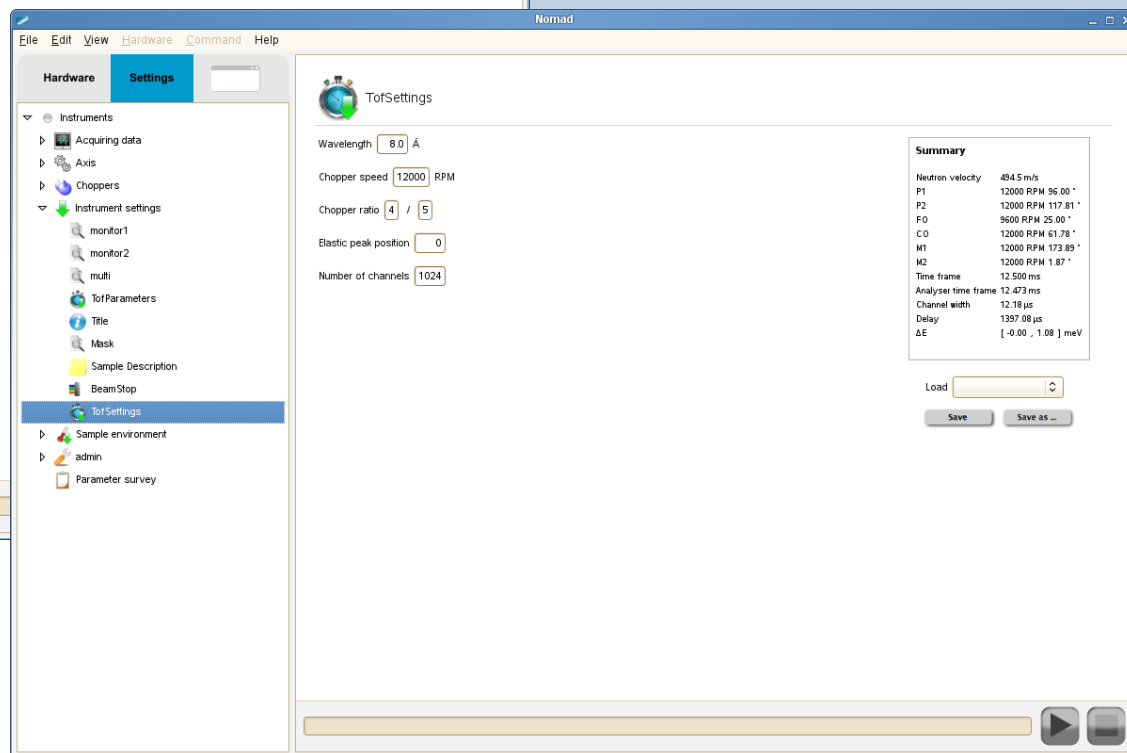 Nomad
File Edit View Hardware Command Help
Hardware Settings
Instruments
Acquiring data
Axis
Choppers
Instrument settings
monitor1
monitor2
multi
TofParameters
Title
Mask
Sample Description
BeamStop
TofSettings
Sample environment
admin
Parameter survey
TofSettings
Wavelength 8.0 Å
Chopper speed 12000 RPM
Chopper ratio 4 / 5
Elastic peak position 0
Number of channels 1024
Summary
Neutron velocity 494.5 m/s
P1 12000 RPM 96.00 °
P2 12000 RPM 117.81 °
FO 9600 RPM 25.00 °
CO 12000 RPM 61.78 °
M1 12000 RPM 173.89 °
M2 12000 RPM 1.87 °
Time frame 12.500 ms
Analyser time frame 12.473 ms
Channel width 12.18 µs
Delay 1397.08 µs
ΔE [ -0.00 , 1.08 ] meV
Load
Save Save as ...